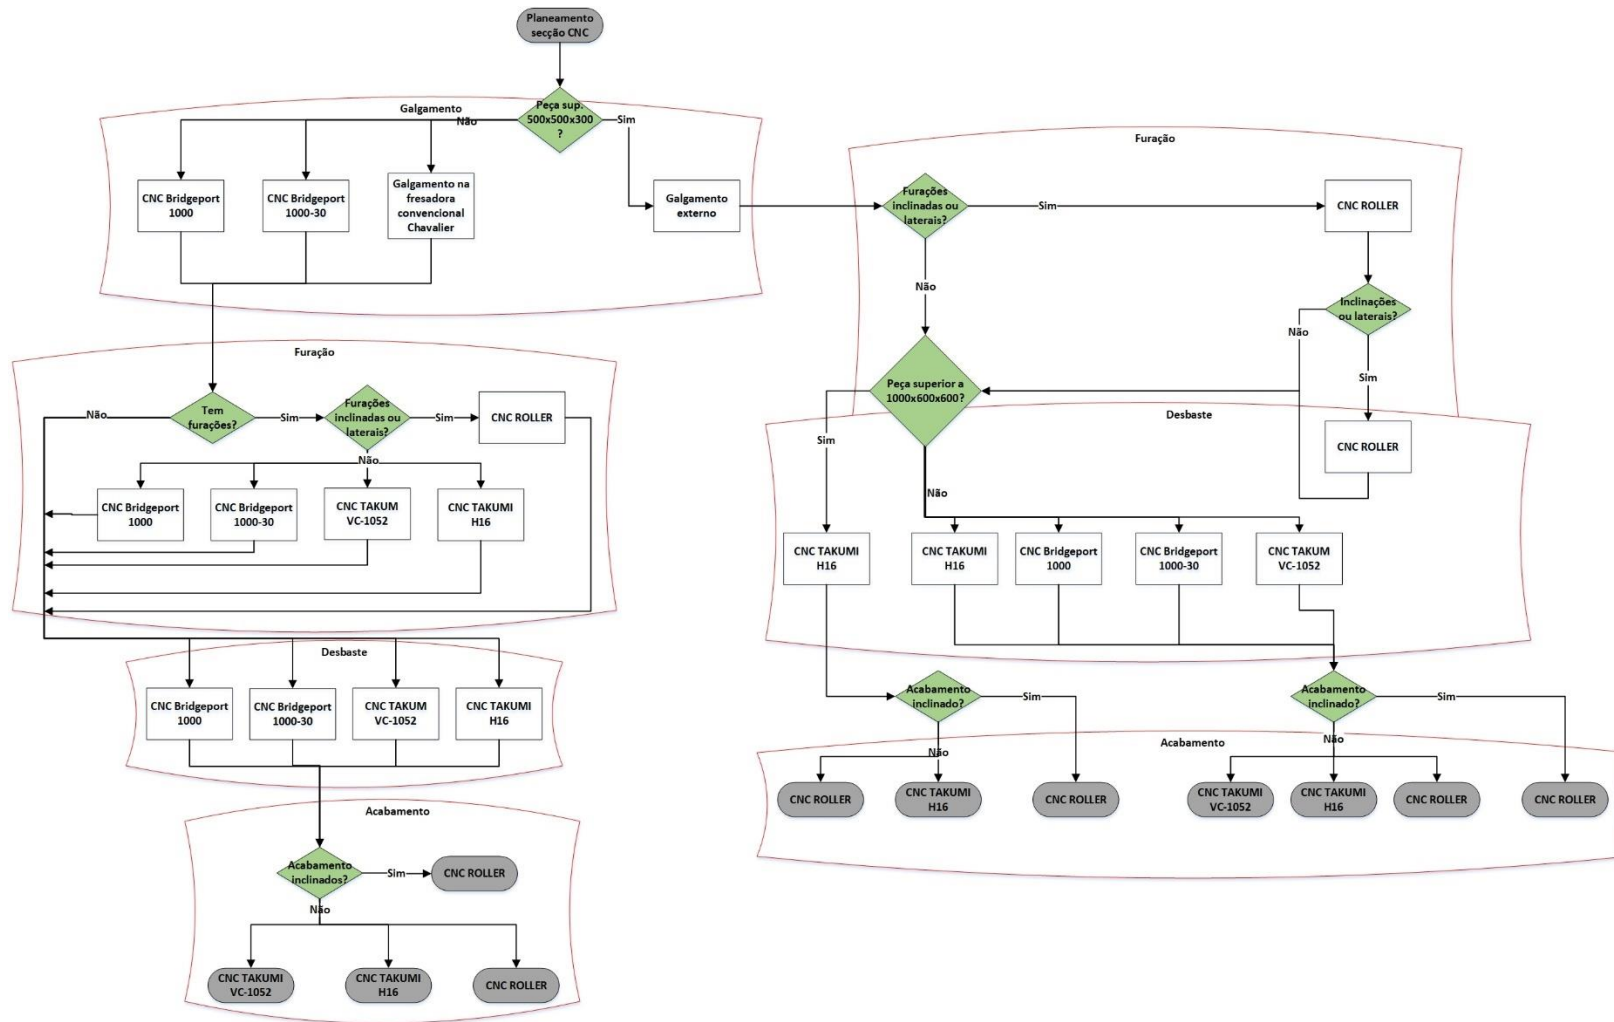 Planeamento
secção CNC
Peça sup.
500x500x300
?
Galgamento
Não
Sim
CNC Bridgeport
1000
CNC Bridgeport
1000-30
Galgamento na
fresadora
convencional
Chavalier
Galgamento
externo
Furação
Furações
inclinadas ou
laterais?
Sim
CNC ROLLER
Não
Inclinações
ou laterais?
Não
Sim
CNC ROLLER
Peça superior a
1000x600x600?
Desbaste
Sim
Não
CNC TAKUMI
H16
CNC TAKUMI
H16
CNC Bridgeport
1000
CNC Bridgeport
1000-30
CNC TAKUM
VC-1052
Acabamento
inclinado?
Sim
Não
Acabamento
inclinado?
Sim
Não
Acabamento
CNC ROLLER
CNC TAKUMI
H16
CNC ROLLER
CNC TAKUMI
VC-1052
CNC TAKUMI
H16
CNC ROLLER
CNC ROLLER
Furação
Não
Tem
furações?
Sim
Furações
inclinadas ou
laterais?
Sim
CNC ROLLER
Não
CNC Bridgeport
1000
CNC Bridgeport
1000-30
CNC TAKUM
VC-1052
CNC TAKUMI
H16
Desbaste
CNC Bridgeport
1000
CNC Bridgeport
1000-30
CNC TAKUM
VC-1052
CNC TAKUMI
H16
Acabamento
Acabamento
inclinados?
Sim
CNC ROLLER
Não
CNC TAKUMI
VC-1052
CNC TAKUMI
H16
CNC ROLLER